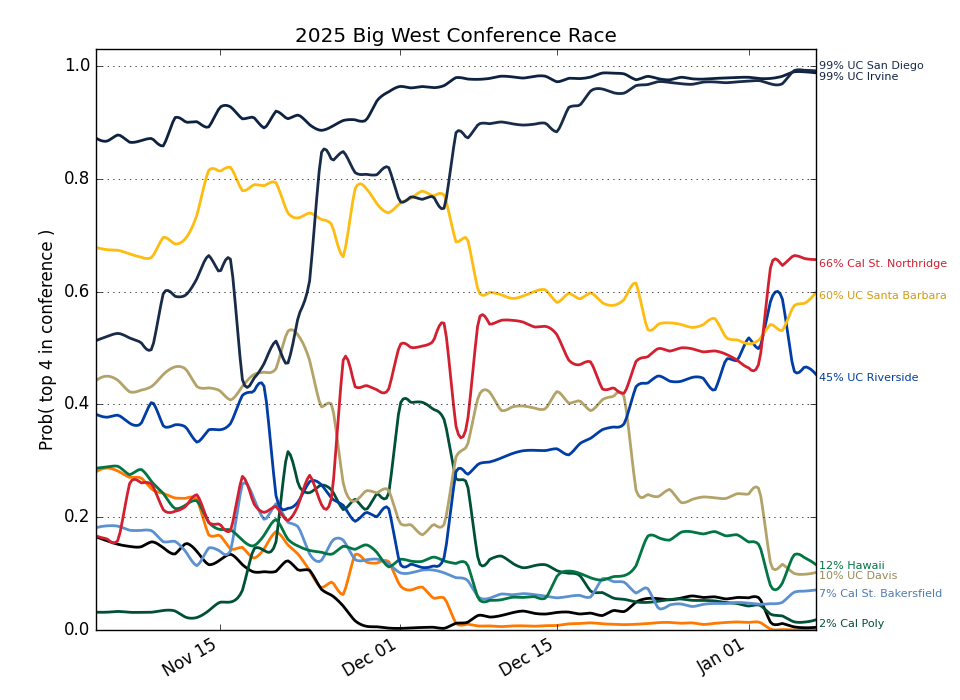 2025 Big West Conference Race
Prob( top 4 in conference )
1.0
0.8
0.6
0.4
0.2
0.0
Nov 15
Dec 01
Dec 15
Jan 01
99% UC San Diego
99% UC Irvine
66% Cal St. Northridge
60% UC Santa Barbara
45% UC Riverside
12% Hawaii
10% UC Davis
7% Cal St. Bakersfield
2% Cal Poly